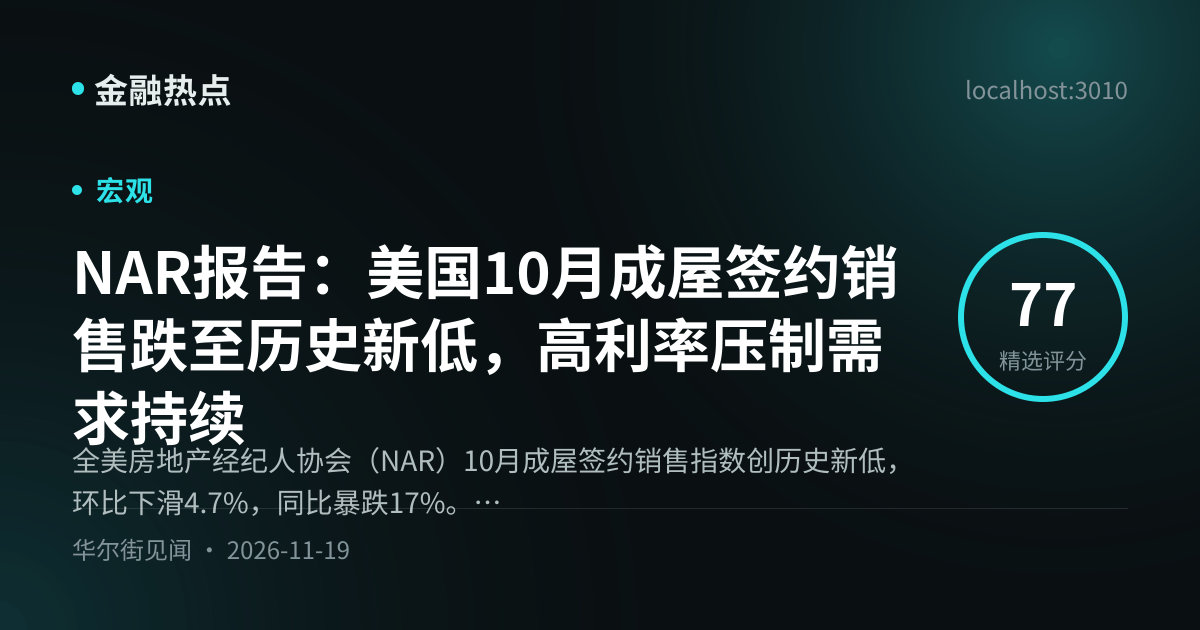 金融热点
localhost:3010
宏观
NAR报告：美国10月成屋签约销
售跌至历史新低，高利率压制需
求持续
77
精选评分
全美房地产经纪人协会（NAR）10月成屋签约销售指数创历史新低，
环比下滑4.7%，同比暴跌17%。…
华尔街见闻 · 2026-11-19